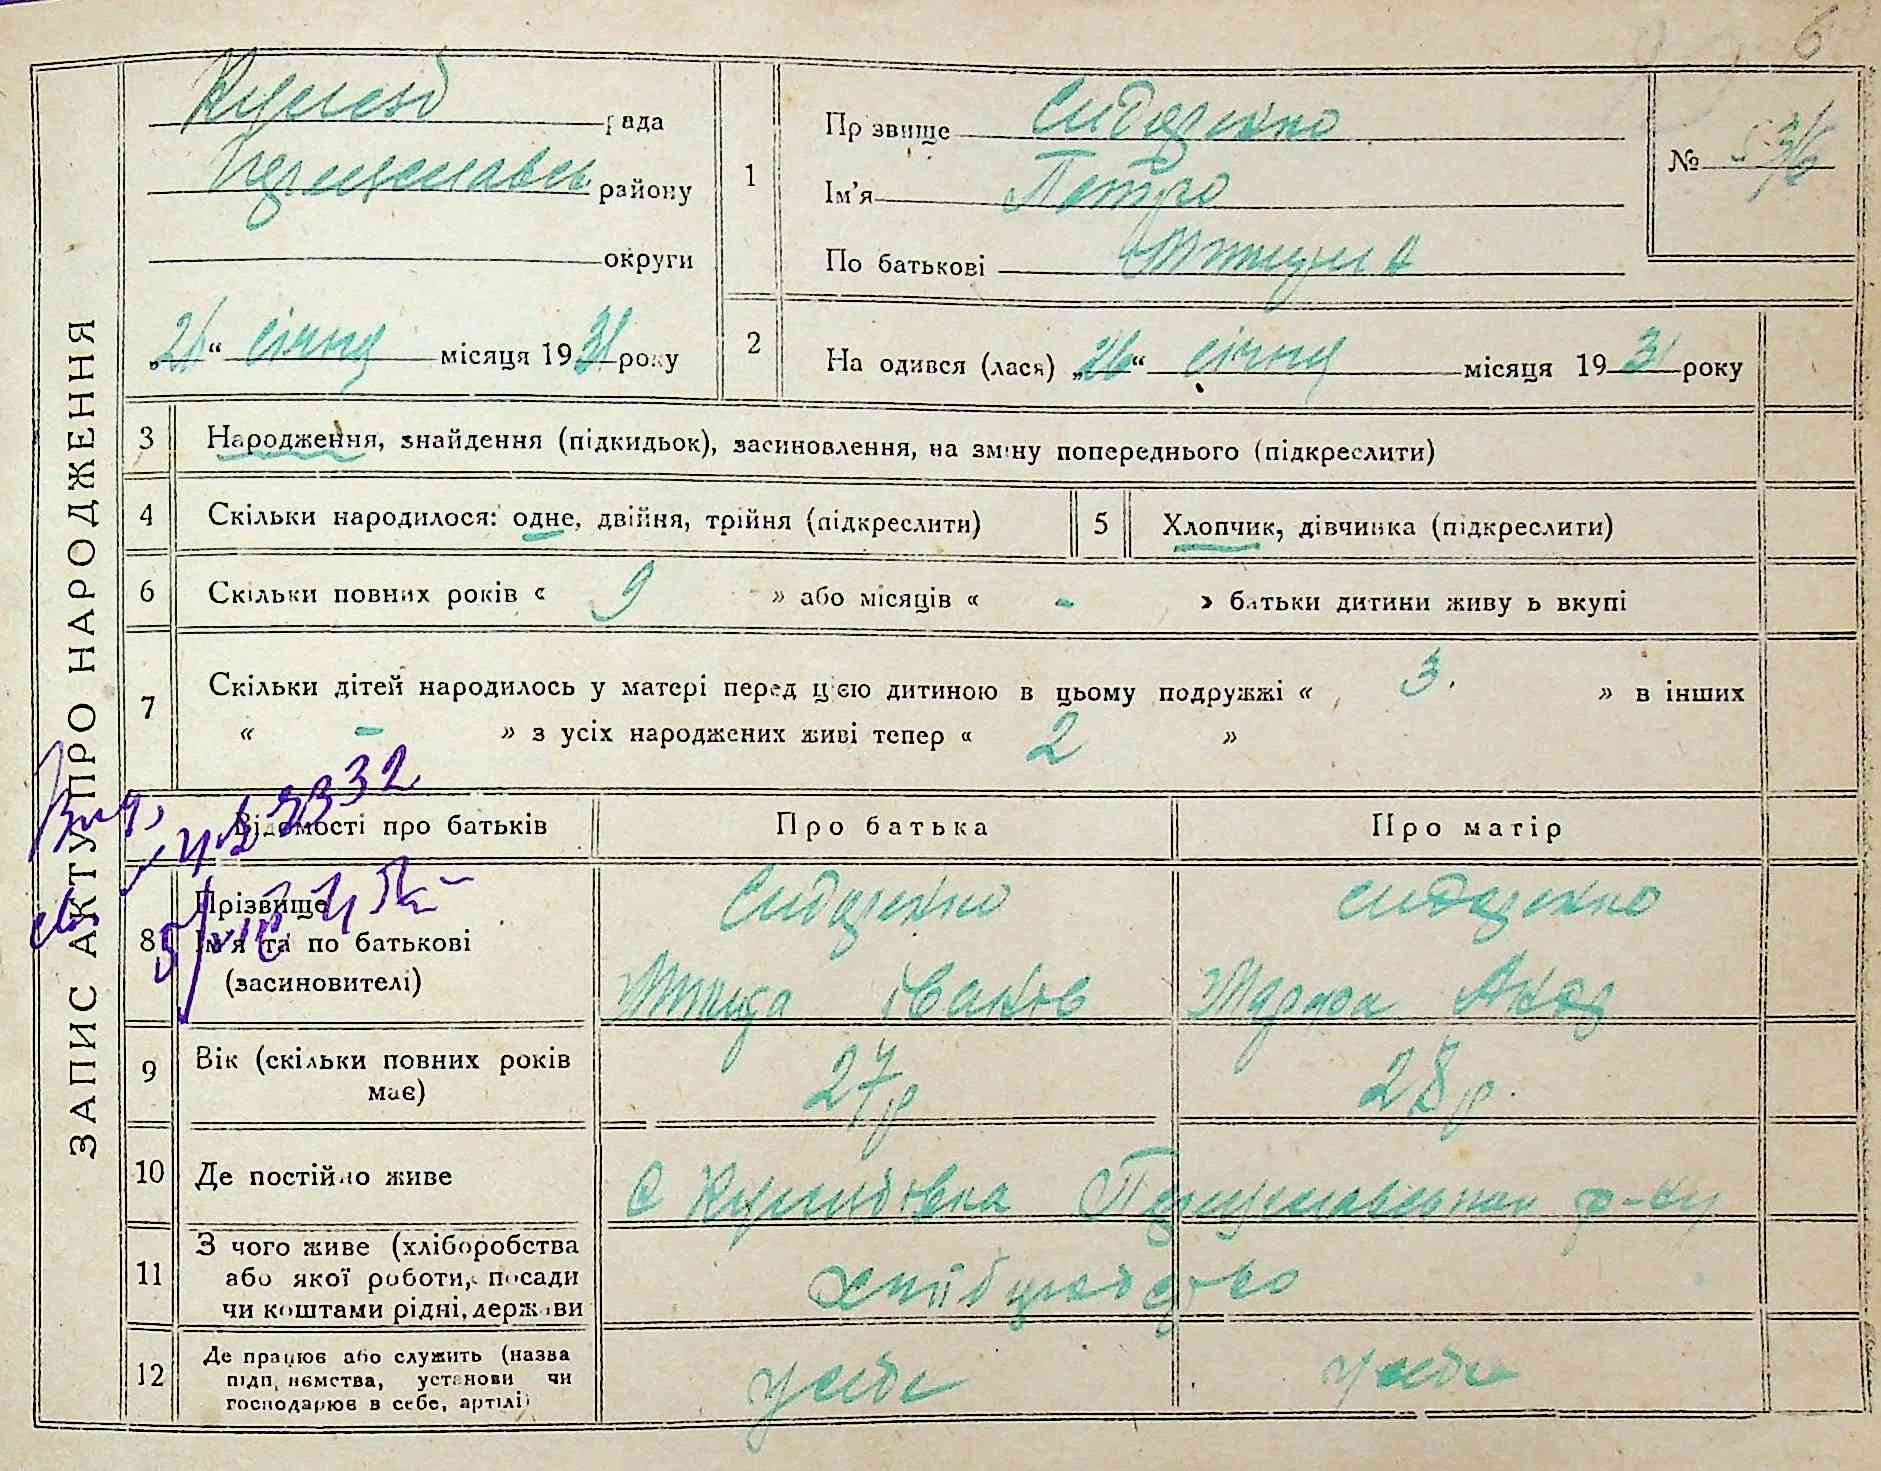 6
ЗАПИС АКТУ ПРО НАРОДЖЕННЯ
рада
району
округи
„26“ січня місяця 1931 року
1
Прізвище Сидоренко
Ім'я Петро
По батькові
№
2
Народився (лася) „26“ січня місяця 1931 року
3 Народження, знайдення (підкидьок), засиновлення, на зміну попереднього (підкреслити)
4 Скільки народилося: одне, двійня, трійня (підкреслити)
5 Хлопчик, дівчинка (підкреслити)
6 Скільки повних років « 9 » або місяців « - » батьки дитини живуть вкупі
7 Скільки дітей народилось у матері перед цією дитиною в цьому подружжі « 3 » в інших
« - » з усіх народжених живі тепер « 2 »
Відомості про батьків
Про батька
Про матір
8 Прізвище
Ім'я та по батькові
(засиновителі)
Сидоренко
Іванов
Сидоренко
9 Вік (скільки повних років
має)
27 р
28 р.
10 Де постійно живе
с
р-ну
11 З чого живе (хліборобства
або якої роботи, посади
чи коштами рідні, держави
12 Де працює або служить (назва
підприємства, установи чи
господарює в себе, артілі)
у себе
у себе